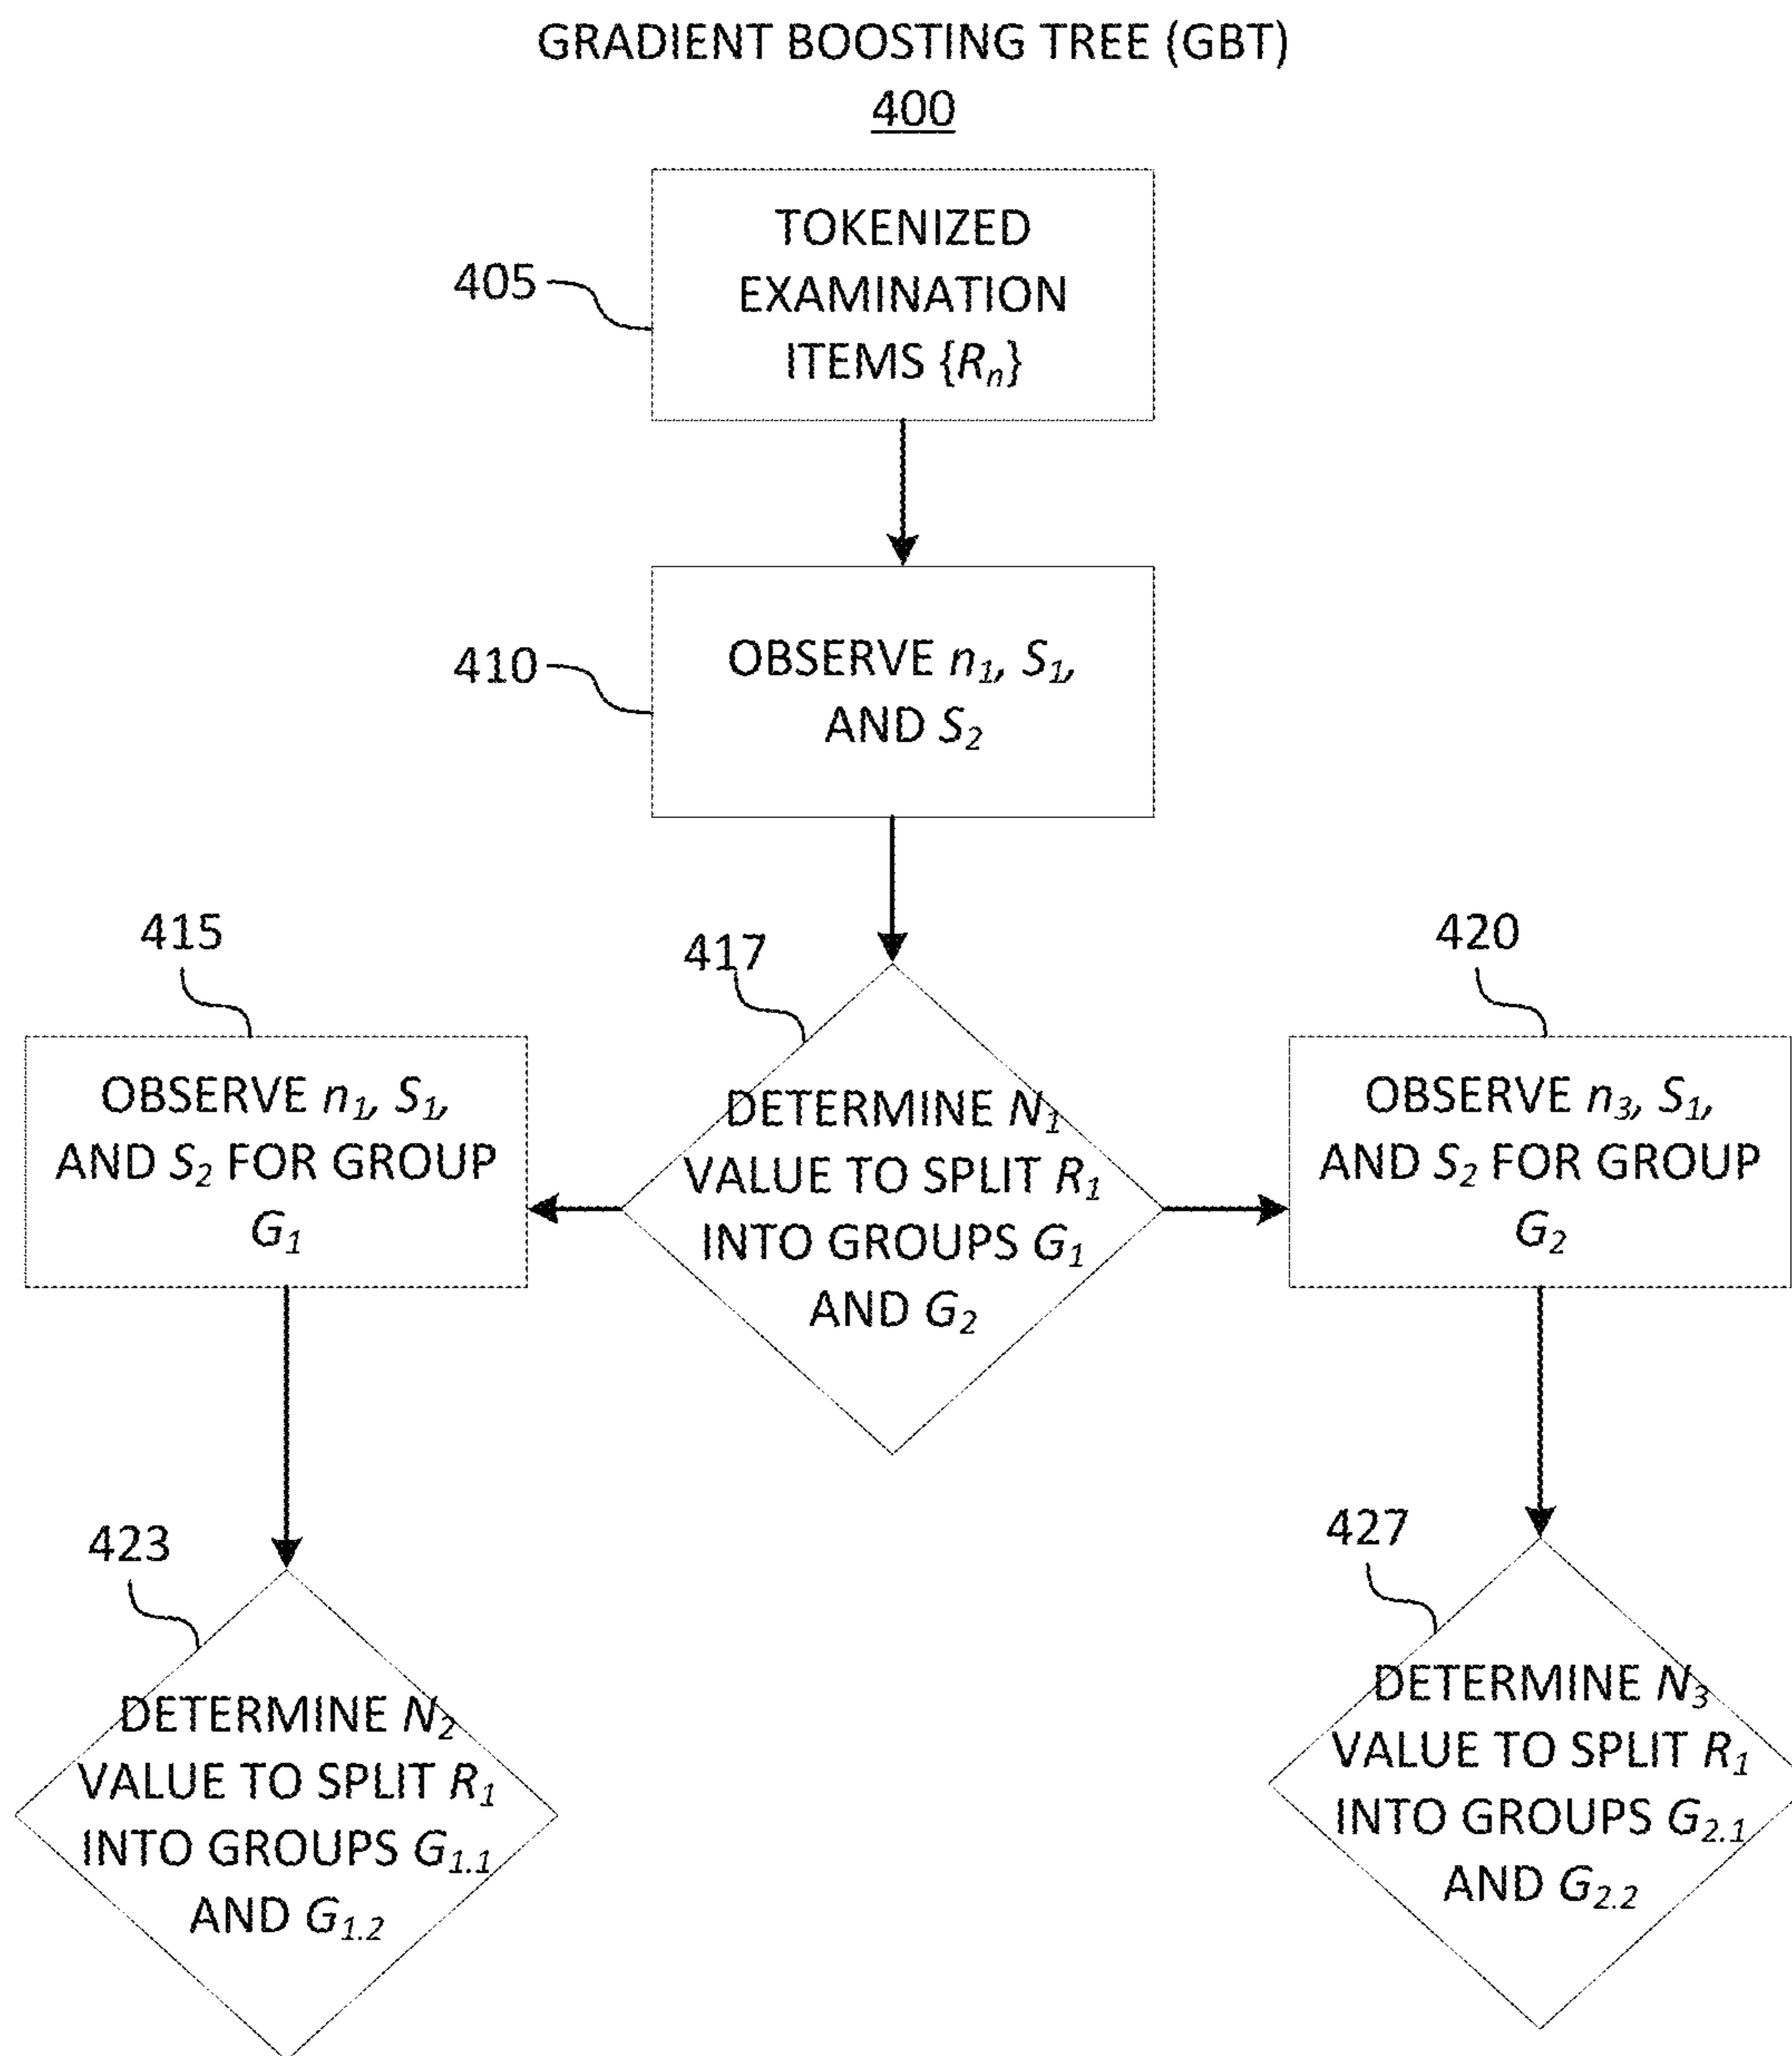 GRADIENT BOOSTING TREE (GBT)
400
405
TOKENIZED
EXAMINATION
ITEMS {Rₙ}
410
OBSERVE n₁, S₁,
AND S₂
415
OBSERVE n₁, S₁,
AND S₂ FOR GROUP
G₁
417
DETERMINE N₁
VALUE TO SPLIT R₁
INTO GROUPS G₁
AND G₂
420
OBSERVE n₃, S₁,
AND S₂ FOR GROUP
G₂
423
DETERMINE N₂
VALUE TO SPLIT R₁
INTO GROUPS G₁.₁
AND G₁.₂
427
DETERMINE N₃
VALUE TO SPLIT R₁
INTO GROUPS G₂.₁
AND G₂.₂